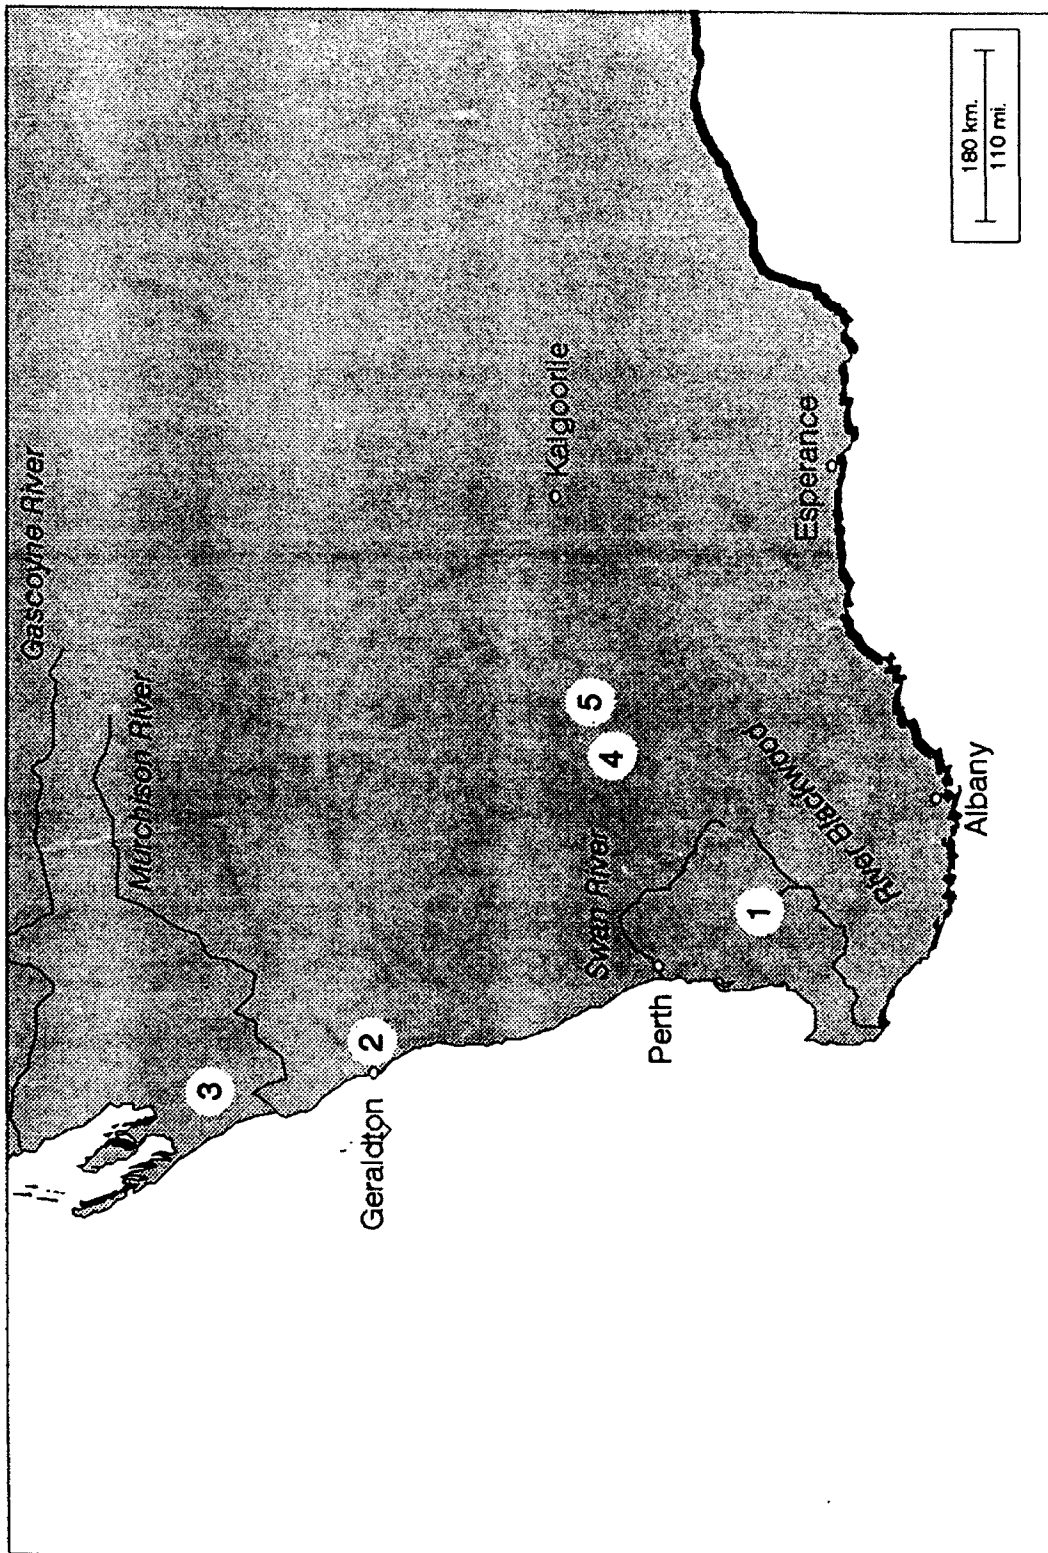 Gascoyne River
Murchison River
3
2
Geraldton
Kalgoorlie
5
4
Swan River
Perth
1
River Blackwood
Esperance
Albany
180 km.
110 mi.